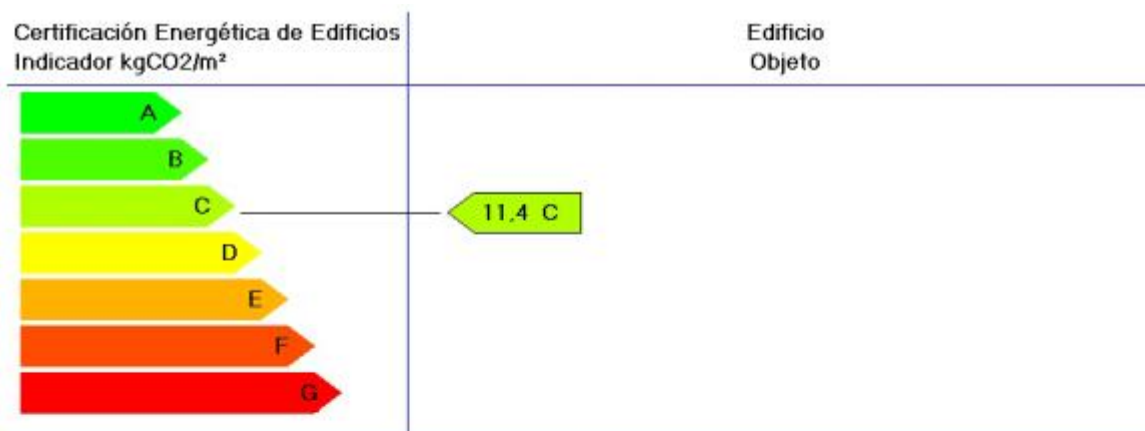 Certificación Energética de Edificios
Indicador kgCO2/m²
Edificio
Objeto
A
B
C
11,4 C
D
E
F
G